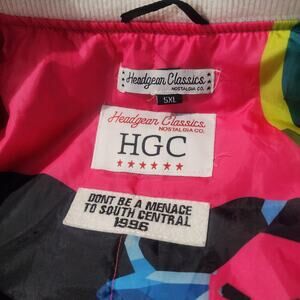 Headgear Classics
NOSTALGIA CO.
5XL
Headgear Classics
NOSTALGIA CO.
HGC
DONT BE A MENACE
TO SOUTH CENTRAL
1996